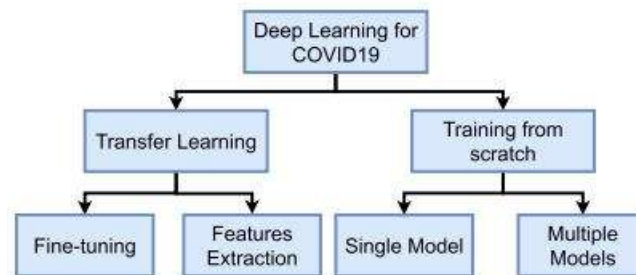 Deep Learning for
COVID19
Transfer Learning
Training from
scratch
Fine-tuning
Features
Extraction
Single Model
Multiple
Models